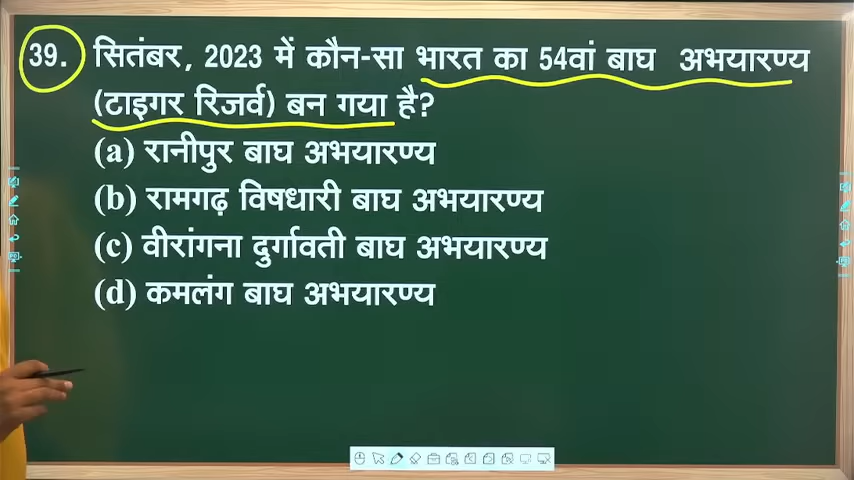 39. सितंबर, 2023 में कौन-सा भारत का 54वां बाघ अभयारण्य
(टाइगर रिजर्व) बन गया है?
(a) रानीपुर बाघ अभयारण्य
(b) रामगढ़ विषधारी बाघ अभयारण्य
(c) वीरांगना दुर्गावती बाघ अभयारण्य
(d) कमलंग बाघ अभयारण्य